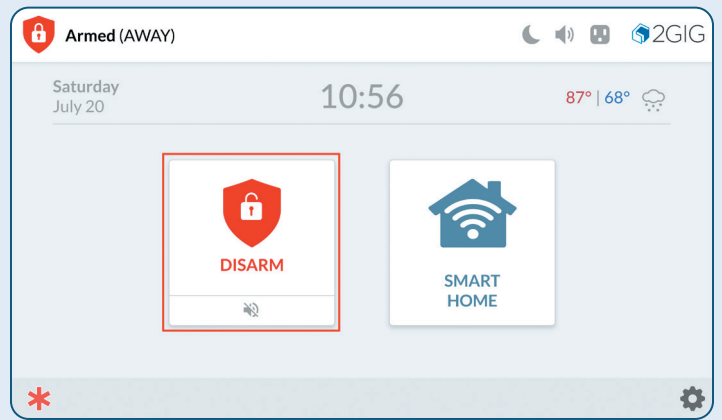 Armed (AWAY)
2GIG
Saturday
July 20
10:56
87° | 68°
DISARM
SMART
HOME